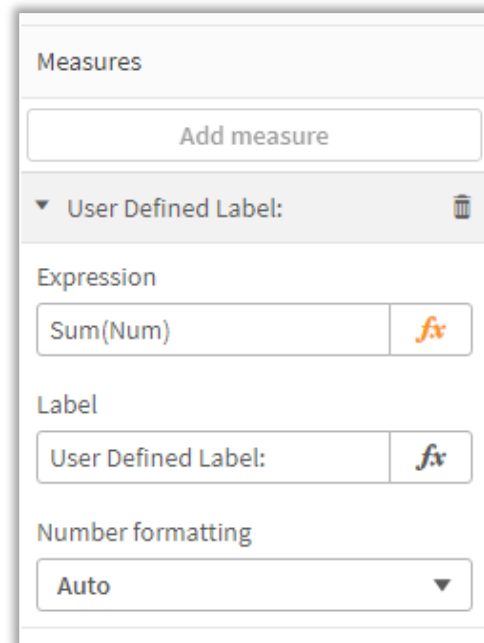 Measures
Add measure
User Defined Label:
Expression
Sum(Num) fx
Label
User Defined Label: fx
Number formatting
Auto